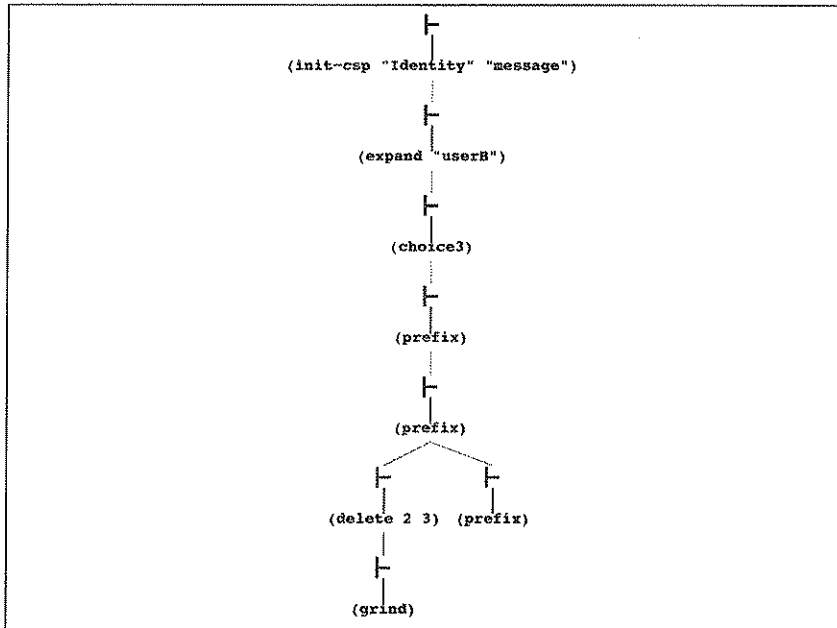 (init-csp "Identity" "message")
(expand "userB")
(choice3)
(prefix)
(prefix)
(delete 2 3) (prefix)
(grind)